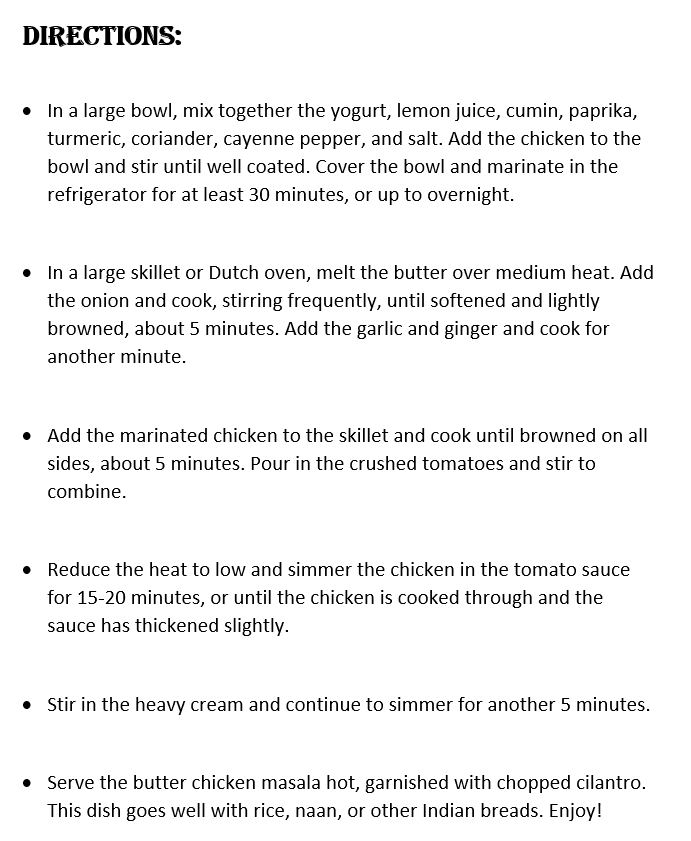 DIRECTIONS:
• In a large bowl, mix together the yogurt, lemon juice, cumin, paprika,
turmeric, coriander, cayenne pepper, and salt. Add the chicken to the
bowl and stir until well coated. Cover the bowl and marinate in the
refrigerator for at least 30 minutes, or up to overnight.
• In a large skillet or Dutch oven, melt the butter over medium heat. Add
the onion and cook, stirring frequently, until softened and lightly
browned, about 5 minutes. Add the garlic and ginger and cook for
another minute.
• Add the marinated chicken to the skillet and cook until browned on all
sides, about 5 minutes. Pour in the crushed tomatoes and stir to
combine.
• Reduce the heat to low and simmer the chicken in the tomato sauce
for 15-20 minutes, or until the chicken is cooked through and the
sauce has thickened slightly.
• Stir in the heavy cream and continue to simmer for another 5 minutes.
• Serve the butter chicken masala hot, garnished with chopped cilantro.
This dish goes well with rice, naan, or other Indian breads. Enjoy!